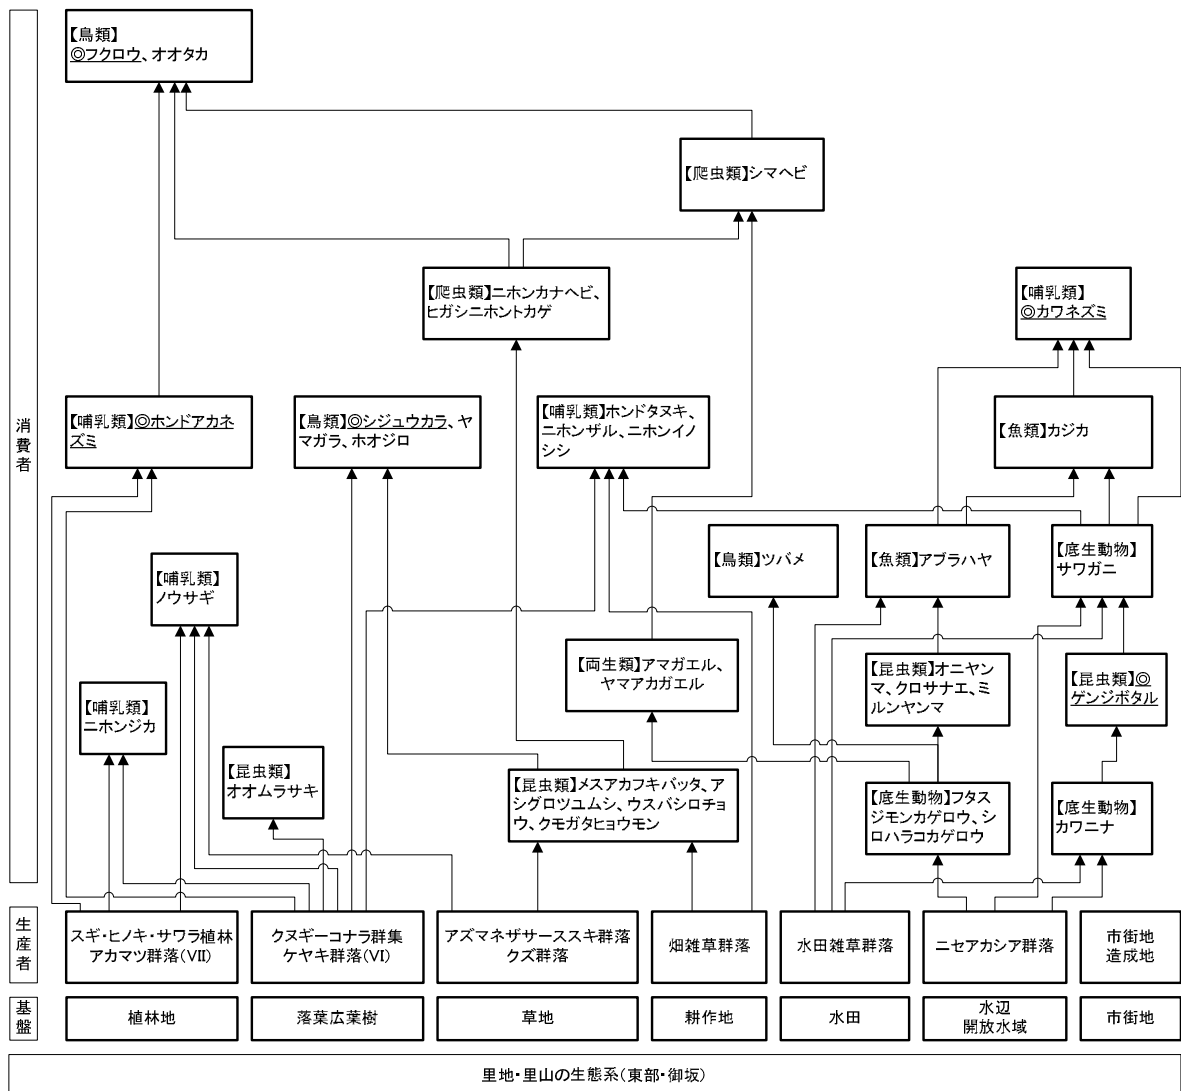 【鳥類】
◎フクロウ、オオタカ
【爬虫類】シマヘビ
【爬虫類】ニホンカナヘビ、
ヒガシニホントカゲ
【哺乳類】
◎カワネズミ
消費者
【哺乳類】◎ホンドアカネ
ズミ
【鳥類】◎シジュウカラ、ヤ
マガラ、ホオジロ
【哺乳類】ホンドタヌキ、
ニホンザル、ニホンイノ
シシ
【魚類】カジカ
【哺乳類】
ノウサギ
【鳥類】ツバメ
【魚類】アブラハヤ
【底生動物】
サワガニ
【哺乳類】
ニホンジカ
【両生類】アマガエル、
ヤマアカガエル
【昆虫類】オニヤン
マ、クロサナエ、ミ
ルンヤンマ
【昆虫類】◎
ゲンジボタル
【昆虫類】
オオムラサキ
【昆虫類】メスアカフキバッタ、ア
シグロツユムシ、ウスバシロチョ
ウ、クモガタヒョウモン
【底生動物】フタス
ジモンカゲロウ、シ
ロハラコカゲロウ
【底生動物】
カワニナ
生産者
スギ・ヒノキ・サワラ植林
アカマツ群落(VII)
クヌギーコナラ群集
ケヤキ群落(VI)
アズマネザサーススキ群落
クズ群落
畑雑草群落
水田雑草群落
ニセアカシア群落
市街地
造成地
基盤
植林地
落葉広葉樹
草地
耕作地
水田
水辺
開放水域
市街地
里地・里山の生態系(東部・御坂)